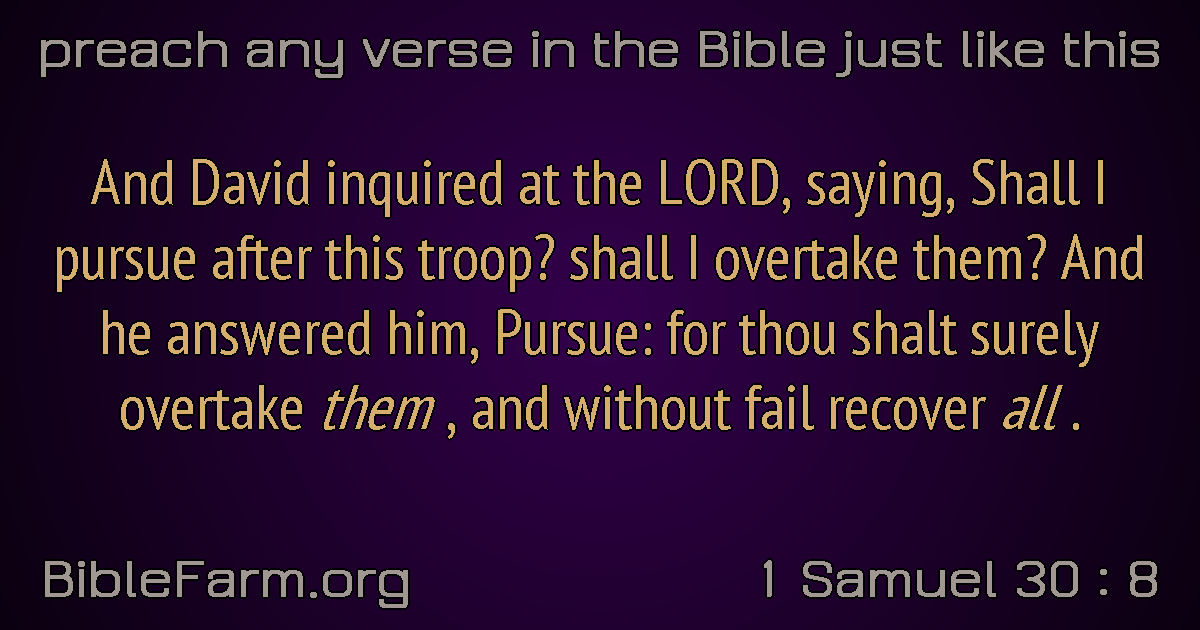 preach any verse in the Bible just like this
And David inquired at the LORD, saying, Shall I
pursue after this troop? shall I overtake them? And
he answered him, Pursue: for thou shalt surely
overtake them , and without fail recover all .
BibleFarm.org
1 Samuel 30 : 8